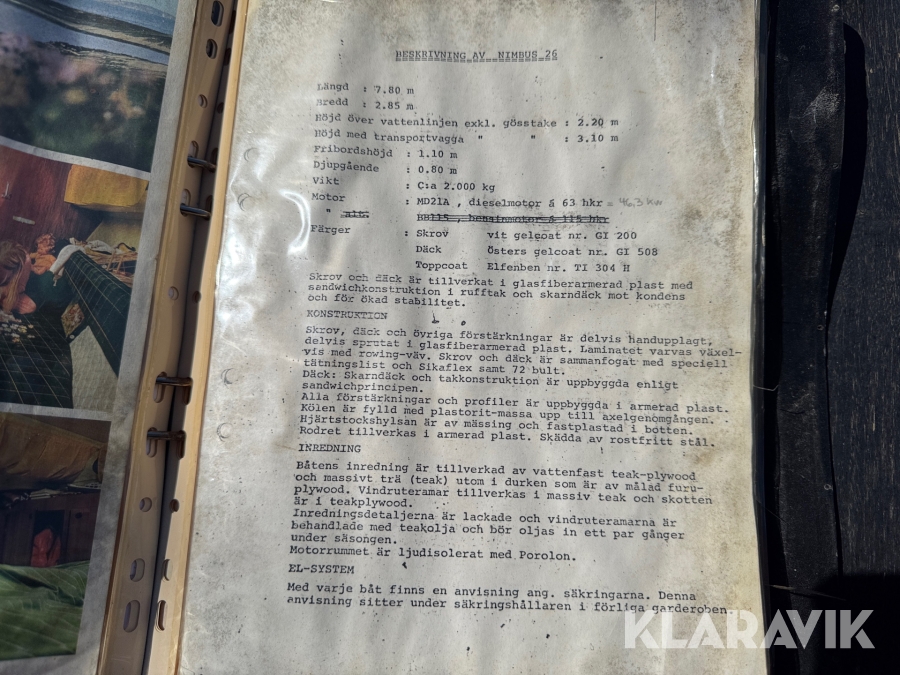 BESKRIVNING AV NIMBUS 26
Längd : 7.80 m
Bredd : 2.85 m
Höjd över vattenlinjen exkl. gösstake : 2.20 m
Höjd med transportvagga " " : 3.10 m
Fribordshöjd : 1.10 m
Djupgående : 0.80 m
Vikt : C:a 2.000 kg
Motor : MD21A , dieselmotor á 63 hkr = 46.3 kW
" alt. BB115 , bensinmotor á 115 hkr
Färger : Skrov vit gelcoat nr. GI 200
Däck Östers gelcoat nr. GI 508
Toppcoat Elfenben nr. TI 304 H
Skrov och däck är tillverkat i glasfiberarmerad plast med
sandwichkonstruktion i rufftak och skarndäck mot kondens
och för ökad stabilitet.
KONSTRUKTION
Skrov, däck och övriga förstärkningar är delvis handupplagt,
delvis sprutat i glasfiberarmerad plast. Laminatet varvas växel-
vis med rowing-väv. Skrov och däck är sammanfogat med speciell
tätningslist och Sikaflex samt 72 bult.
Däck: Skarndäck och takkonstruktion är uppbyggda enligt
sandwichprincipen.
Alla förstärkningar och profiler är uppbyggda i armerad plast.
Kölen är fylld med plastorit-massa upp till axelgenomgången.
Hjärtstockshylsan är av mässing och fastplastad i botten.
Rodret tillverkas i armerad plast. Skädda av rostfritt stål.
INREDNING
Båtens inredning är tillverkad av vattenfast teak-plywood
och massivt trä (teak) utom i durken som är av målad furu-
plywood. Vindruteramar tillverkas i massiv teak och skotten
är i teakplywood.
Inredningsdetaljerna är lackade och vindruteramarna är
behandlade med teakolja och bör oljas in ett par gånger
under säsongen.
Motorrummet är ljudisolerat med Porolon.
EL-SYSTEM
Med varje båt finns en anvisning ang. säkringarna. Denna
anvisning sitter under säkringshållaren i förliga garderoben
KLARAVIK